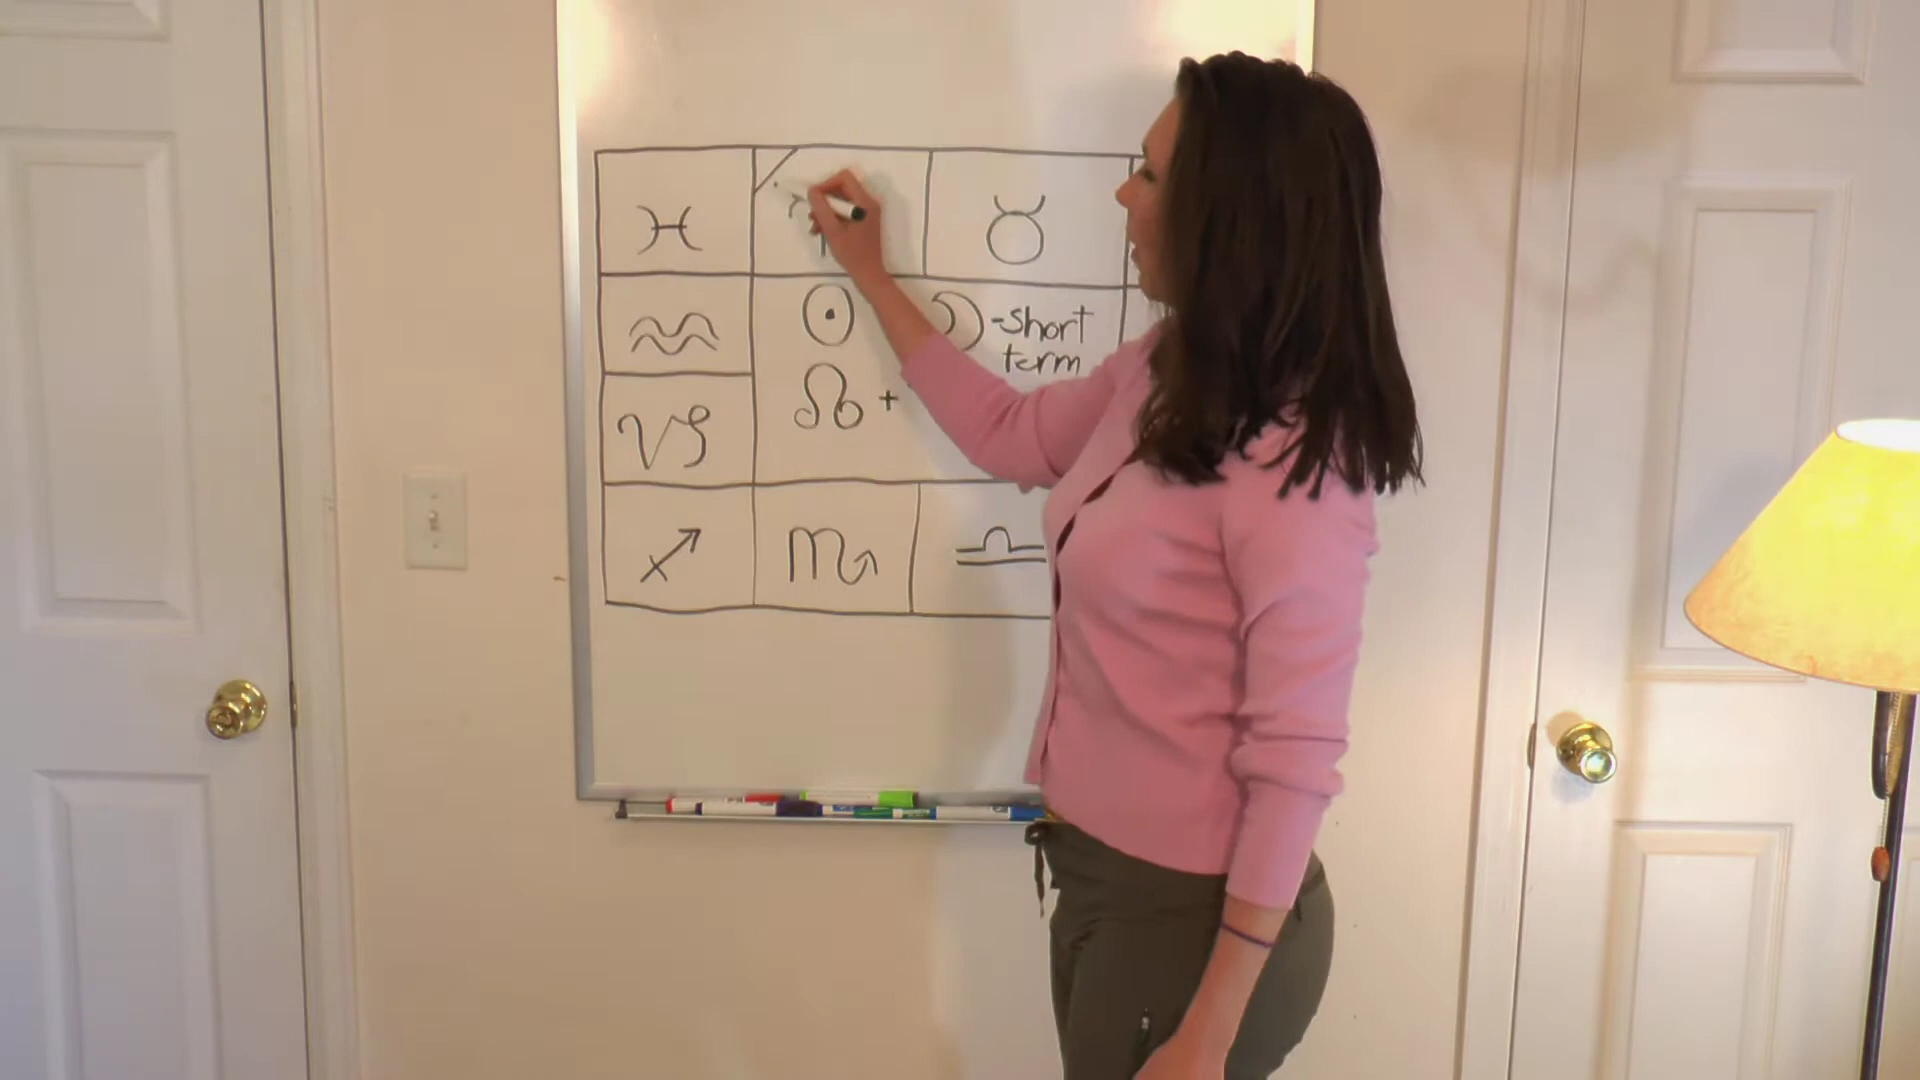 ♓ ♉
♒ ☉ ☽ -short
term
♑ ☊ +
♐ ♏ ♎